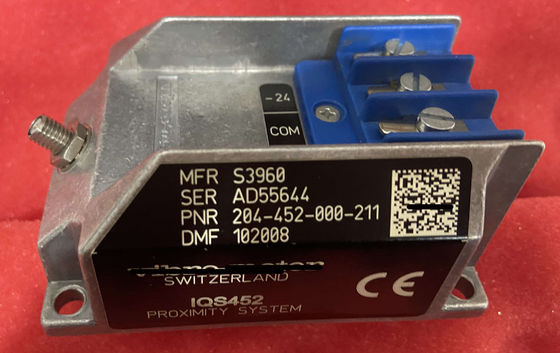 -24
COM
MFR S3960
SER AD55644
PNR 204-452-000-211
DMF 102008
SWITZERLAND
IQS452
PROXIMITY SYSTEM
CE